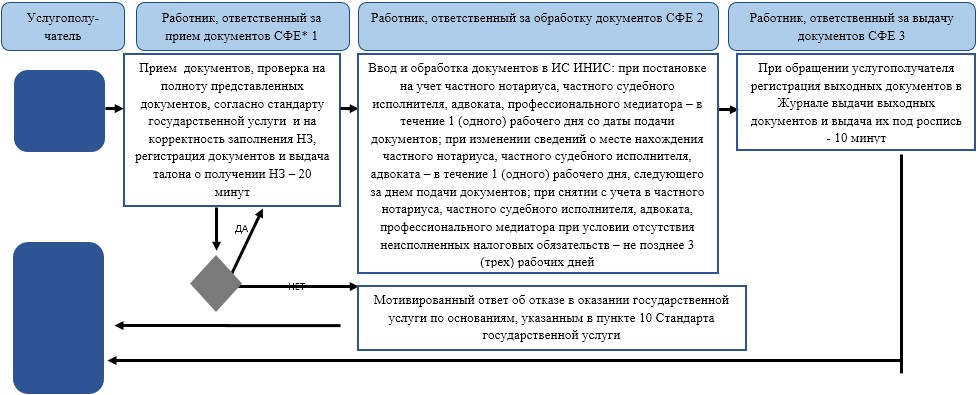 Услугополу-
чатель
Работник, ответственный за
прием документов СФЕ* 1
Работник, ответственный за обработку документов СФЕ 2
Работник, ответственный за выдачу
документов СФЕ 3
Прием документов, проверка на
полноту представленных
документов, согласно стандарту
государственной услуги и на
корректность заполнения НЗ,
регистрация документов и выдача
талона о получении НЗ – 20
минут
Ввод и обработка документов в ИС ИНИС: при постановке
на учет частного нотариуса, частного судебного
исполнителя, адвоката, профессионального медиатора – в
течение 1 (одного) рабочего дня со даты подачи
документов; при изменении сведений о месте нахождения
частного нотариуса, частного судебного исполнителя,
адвоката – в течение 1 (одного) рабочего дня, следующего
за днем подачи документов; при снятии с учета в частного
нотариуса, частного судебного исполнителя, адвоката,
профессионального медиатора при условии отсутствия
неисполненных налоговых обязательств – не позднее 3
(трех) рабочих дней
При обращении услугополучателя
регистрация выходных документов в
Журнале выдачи выходных
документов и выдача их под роспись
- 10 минут
ДА
НЕТ
Мотивированный ответ об отказе в оказании государственной
услуги по основаниям, указанным в пункте 10 Стандарта
государственной услуги